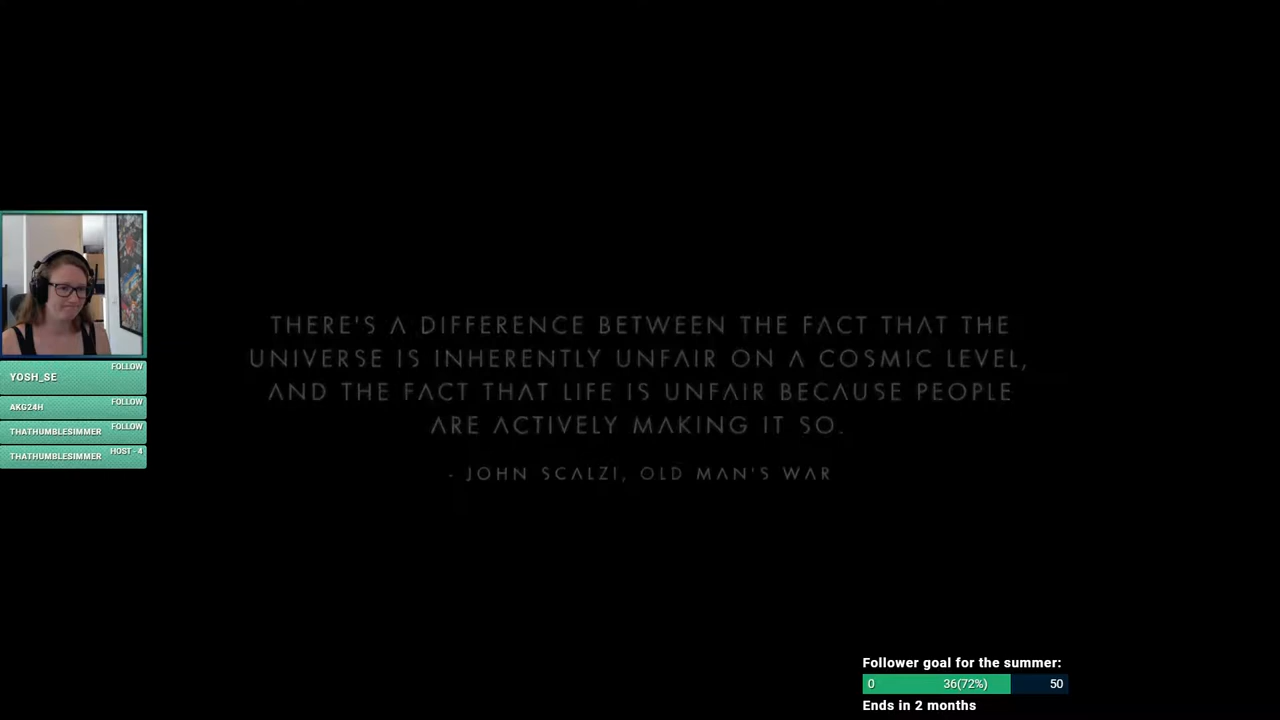 THERE'S A DIFFERENCE BETWEEN THE FACT THAT THE
UNIVERSE IS INHERENTLY UNFAIR ON A COSMIC LEVEL,
AND THE FACT THAT LIFE IS UNFAIR BECAUSE PEOPLE
ARE ACTIVELY MAKING IT SO.
- JOHN SCALZI, OLD MAN'S WAR
YOSH_SE FOLLOW
AKG24H FOLLOW
THATHUMBLESIMMER FOLLOW
THATHUMBLESIMMER HOST - 4
Follower goal for the summer:
0 36(72%) 50
Ends in 2 months